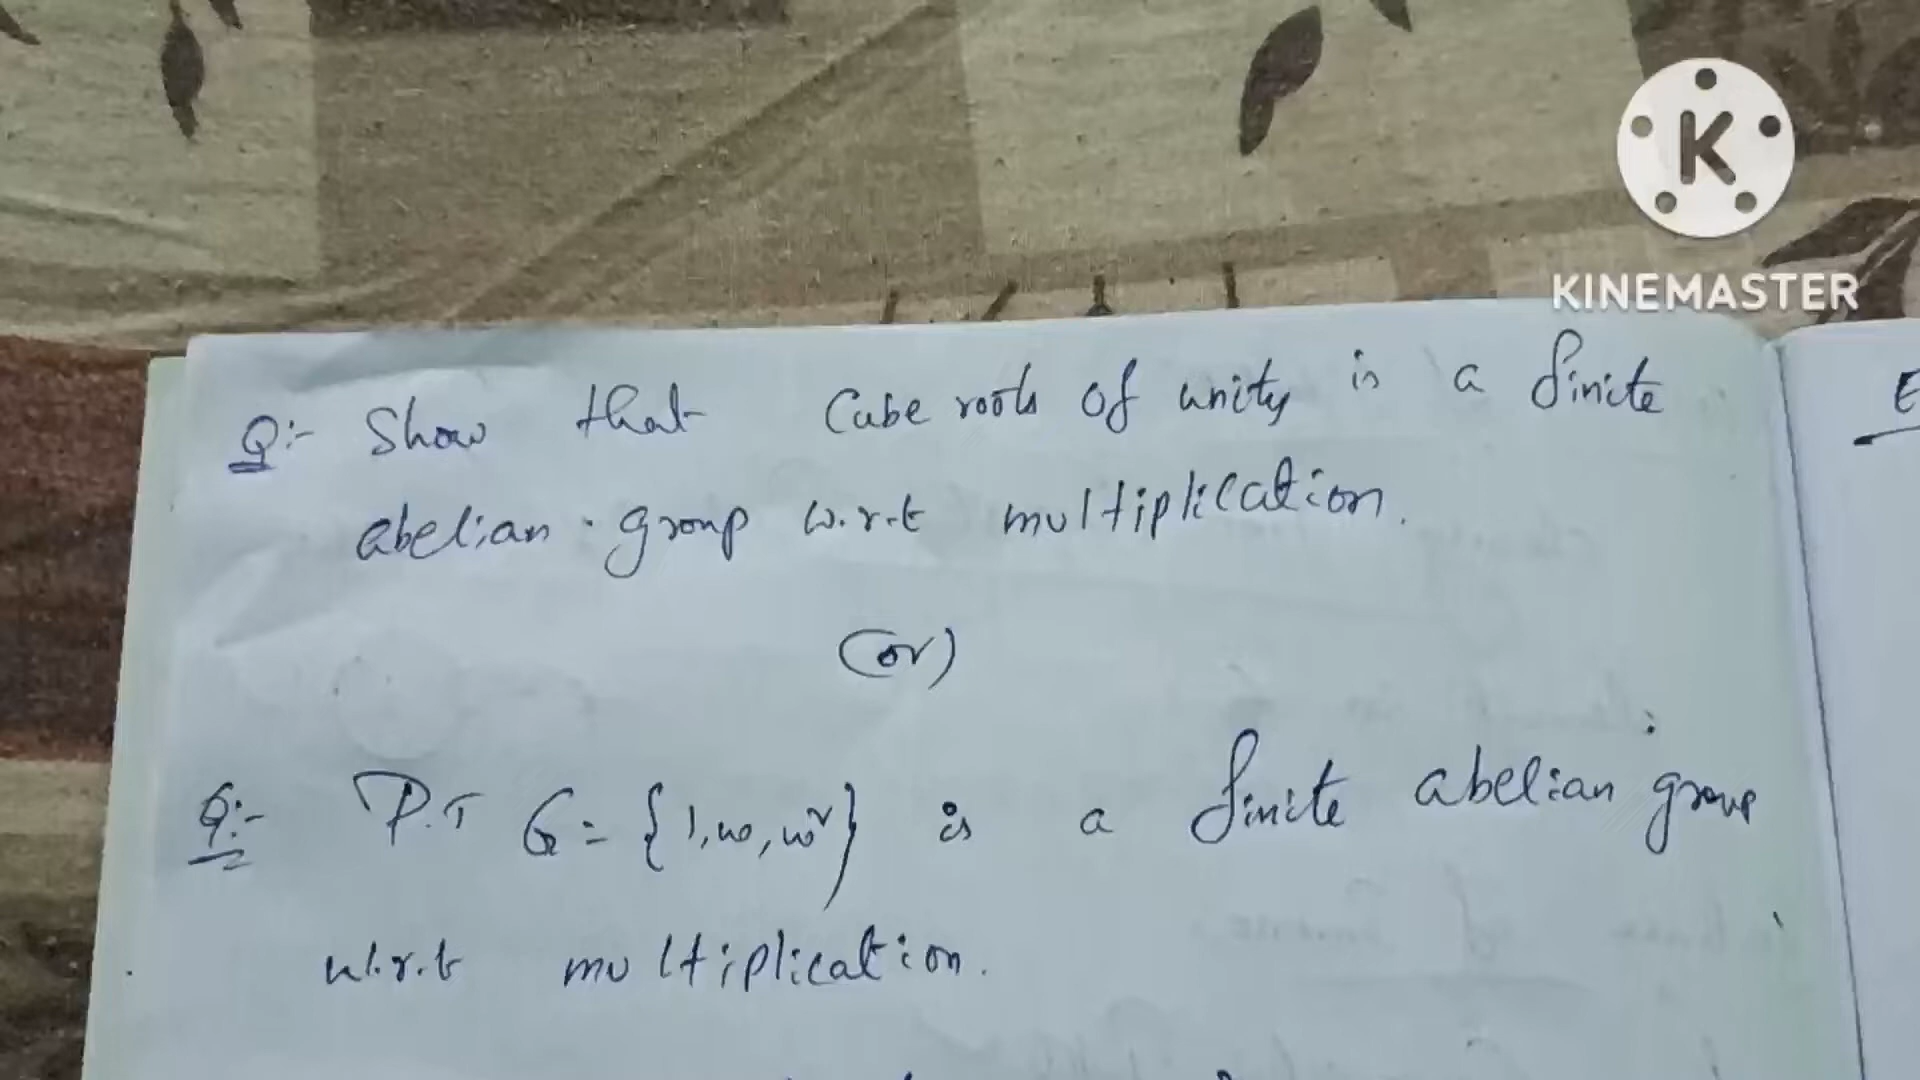 K
KINEMASTER
Q:- Show that Cube roots of unity is a finite
abelian group w.r.t multiplication.
(or)
Q:- P.T G = {1, ω, ω²} is a finite abelian group
w.r.t multiplication.
E